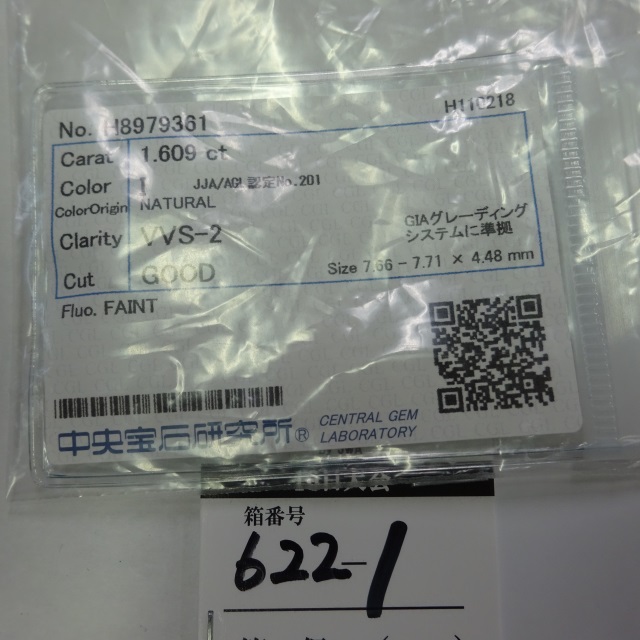 No. H8979361
H110218
Carat 1.609 ct
Color I JJA/AGL認定No.201
ColorOrigin NATURAL
Clarity VVS-2
GIAグレーディング
システムに準拠
Cut GOOD
Size 7.66 - 7.71 × 4.48 mm
Fluo. FAINT
中央宝石研究所®
CENTRAL GEM
LABORATORY
箱番号
622-1